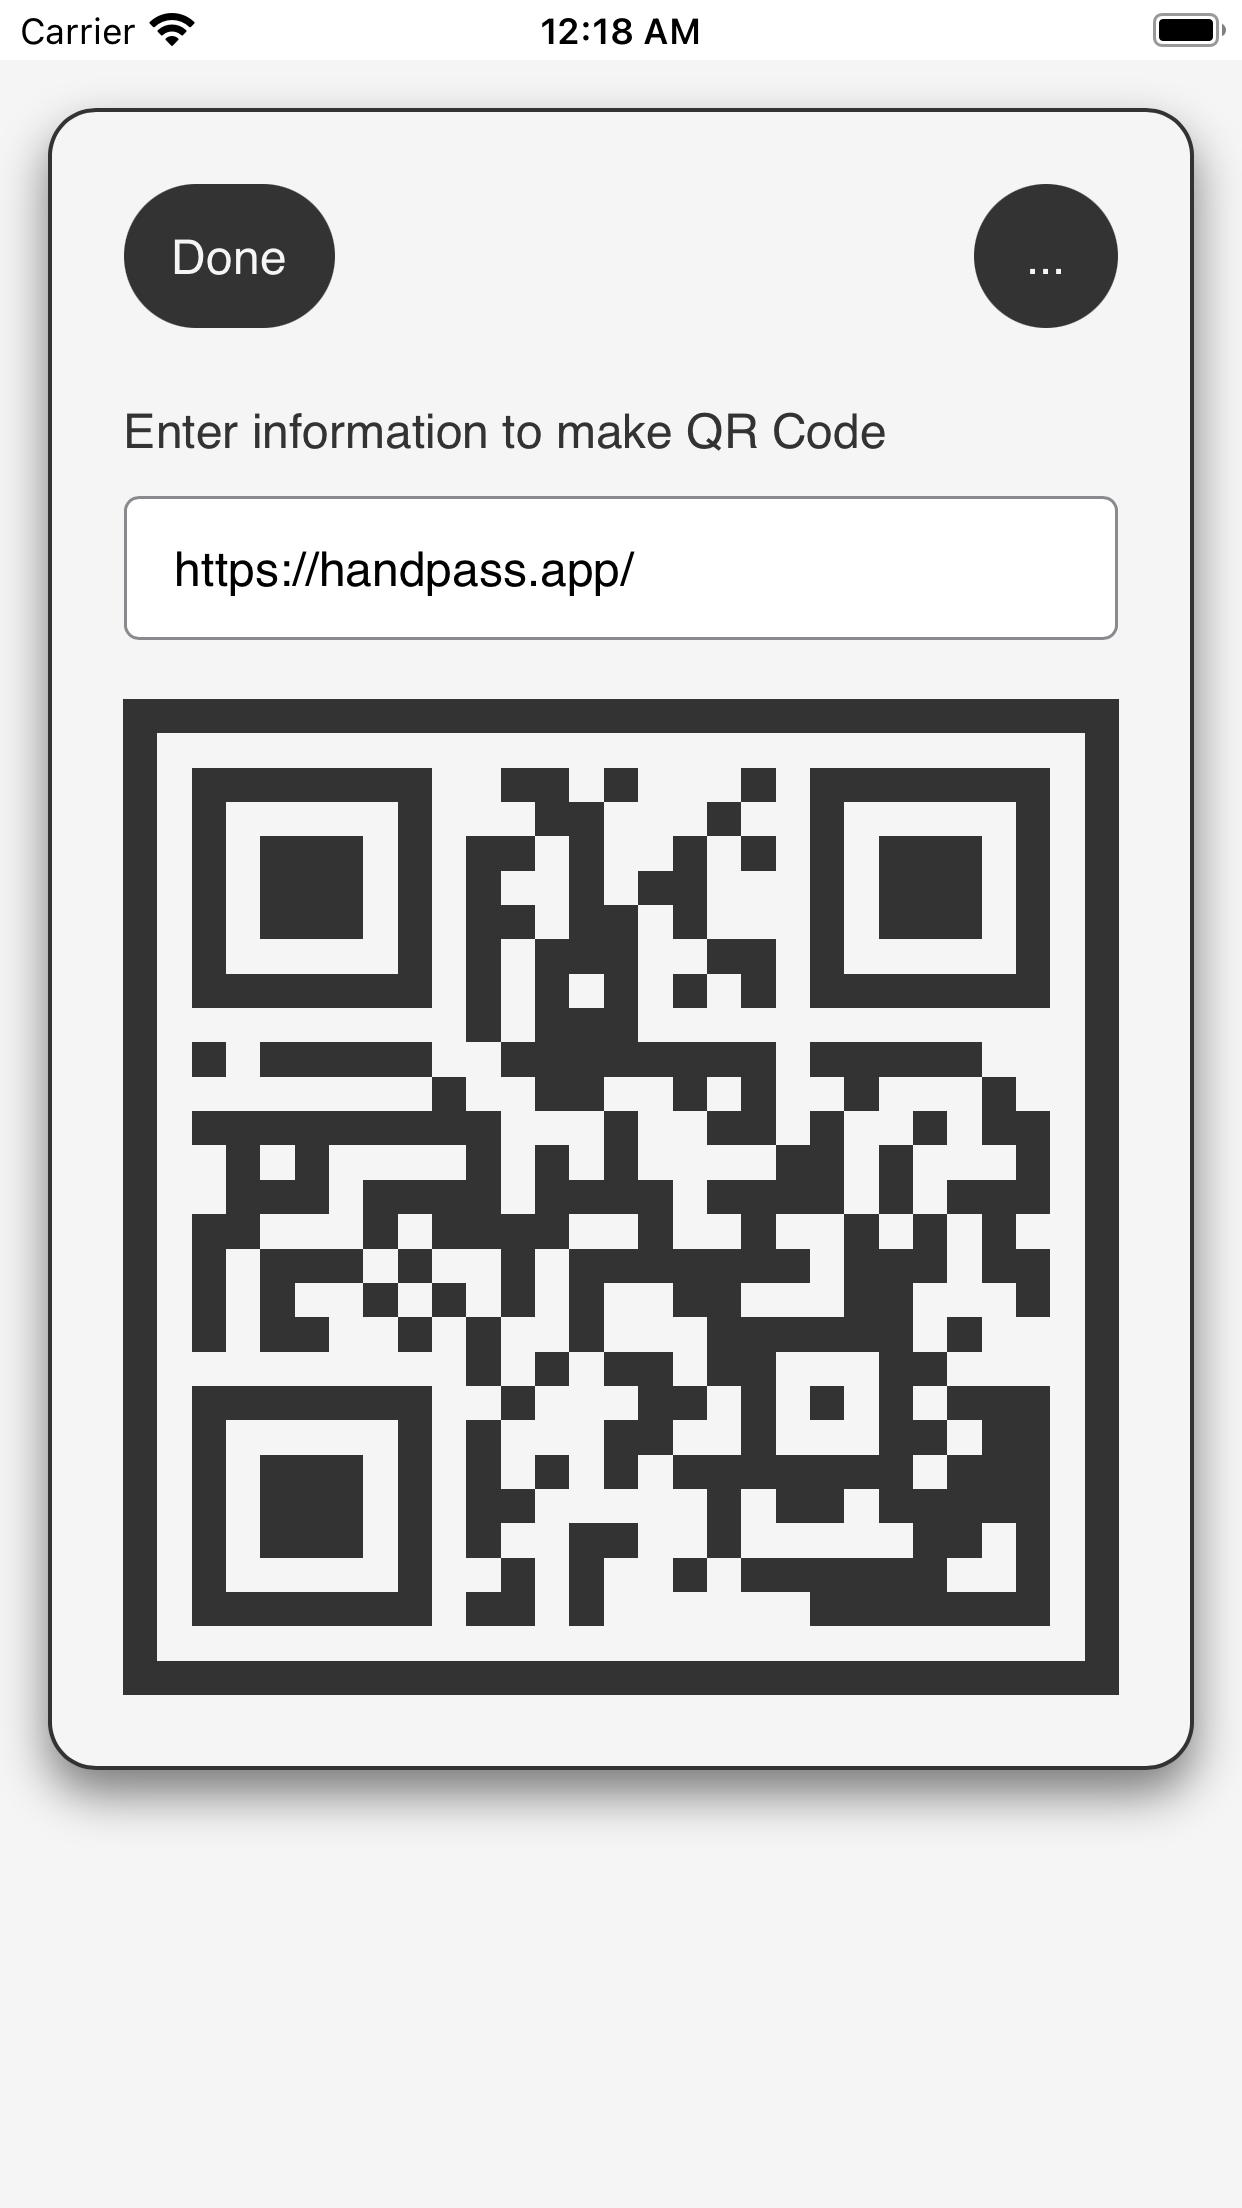 Carrier 12:18 AM
Done ...
Enter information to make QR Code
https://handpass.app/